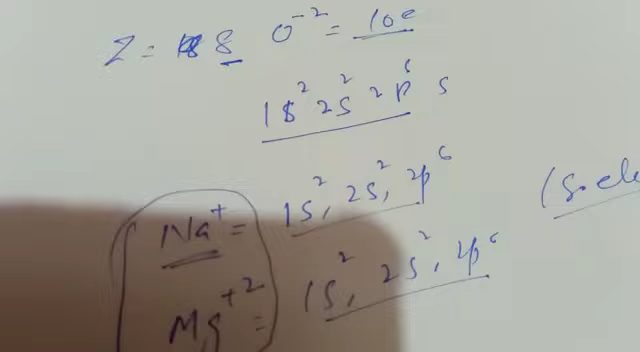 Z = 8 O⁻² = 10e
1s² 2s² 2p⁶ s
Na⁺ = 1s², 2s², 2p⁶
Mg⁺² = 1s², 2s², 2p⁶